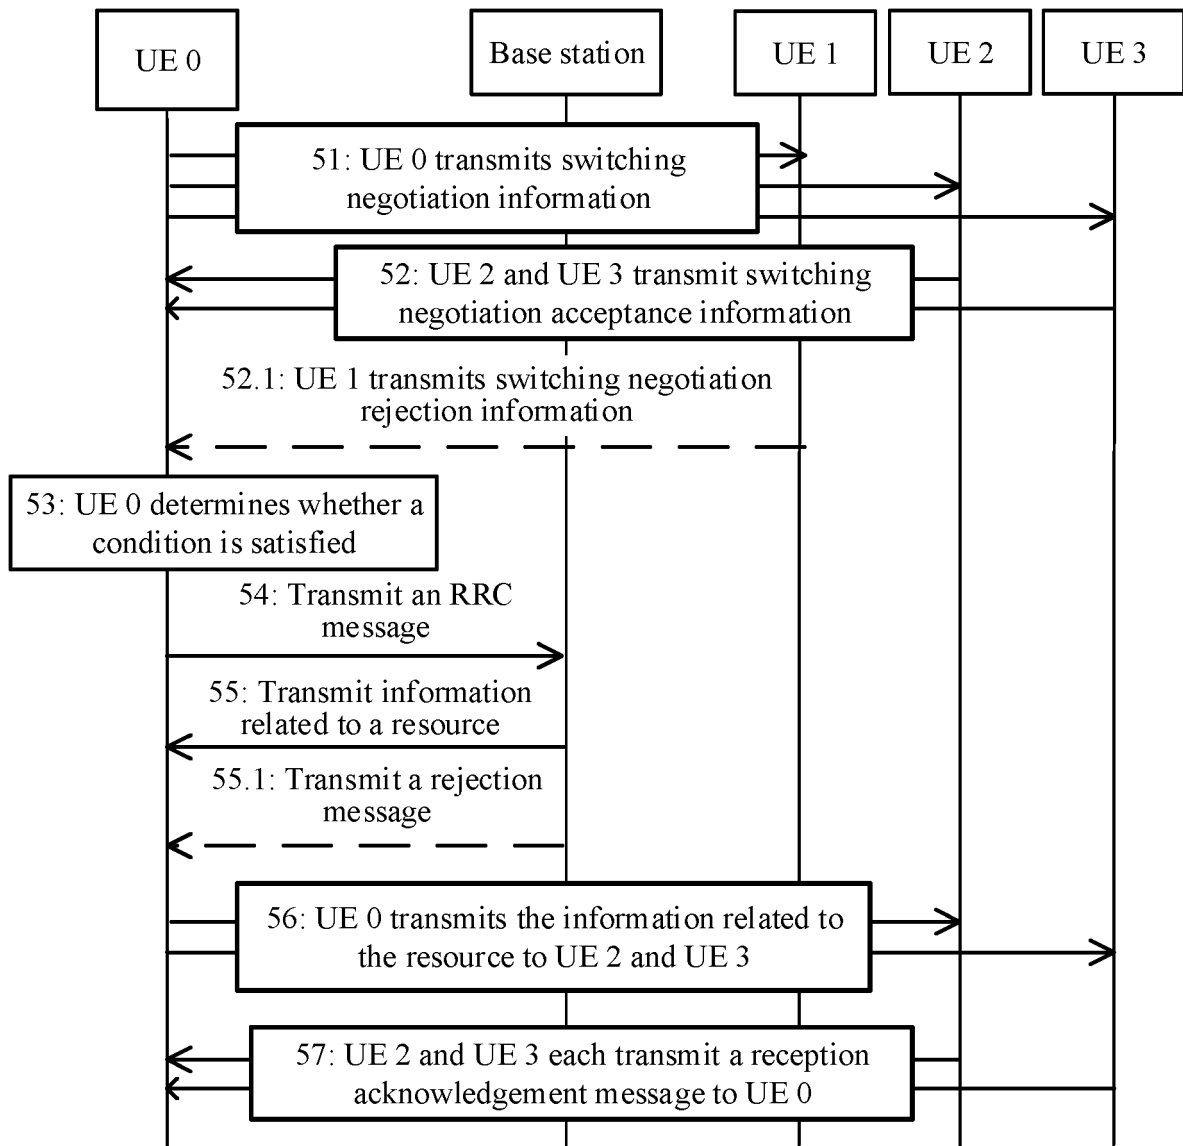 UE 0
Base station
UE 1
UE 2
UE 3
51: UE 0 transmits switching
negotiation information
52: UE 2 and UE 3 transmit switching
negotiation acceptance information
52.1: UE 1 transmits switching negotiation
rejection information
53: UE 0 determines whether a
condition is satisfied
54: Transmit an RRC
message
55: Transmit information
related to a resource
55.1: Transmit a rejection
message
56: UE 0 transmits the information related to
the resource to UE 2 and UE 3
57: UE 2 and UE 3 each transmit a reception
acknowledgement message to UE 0